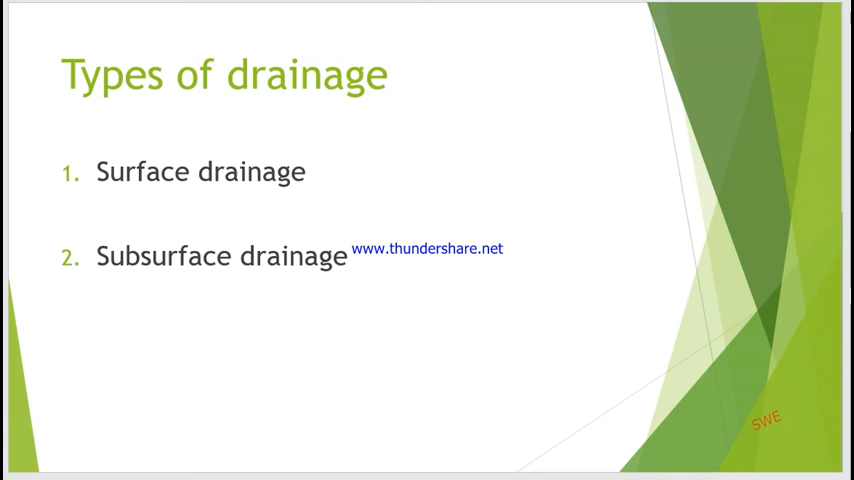 Types of drainage
1. Surface drainage
2. Subsurface drainage www.thundershare.net
SWE